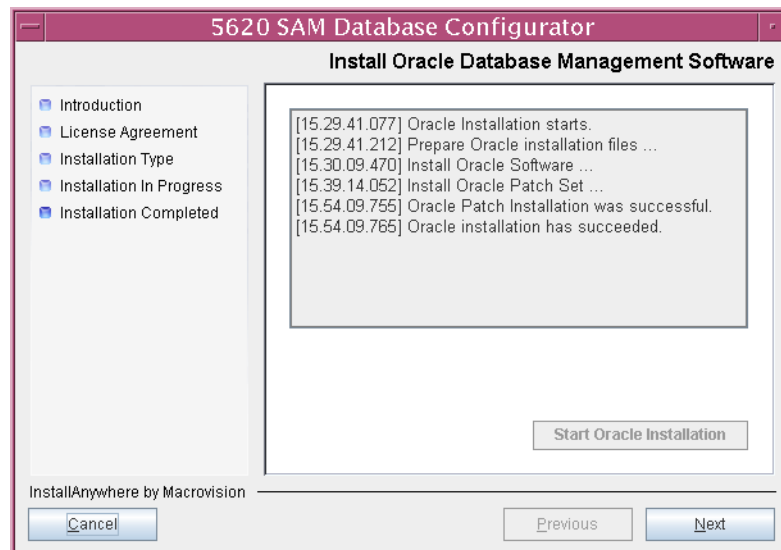 5620 SAM Database Configurator
Install Oracle Database Management Software
Introduction
License Agreement
Installation Type
Installation In Progress
Installation Completed
[15.29.41.077] Oracle Installation starts.
[15.29.41.212] Prepare Oracle installation files ...
[15.30.09.470] Install Oracle Software ...
[15.39.14.052] Install Oracle Patch Set ...
[15.54.09.755] Oracle Patch Installation was successful.
[15.54.09.765] Oracle installation has succeeded.
Start Oracle Installation
InstallAnywhere by Macrovision
Cancel
Previous
Next